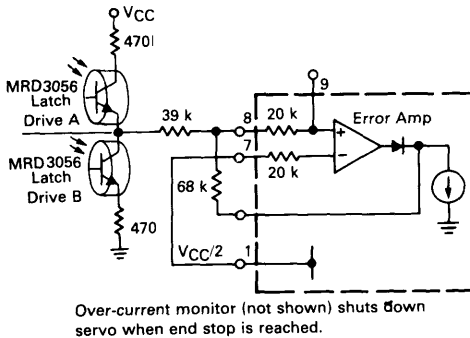 VCC
470
MRD3056
Latch
Drive A
39 k
8
20 k
9
Error Amp
+
7
−
20 k
MRD3056
Latch
Drive B
68 k
470
VCC/2
1
Over-current monitor (not shown) shuts down
servo when end stop is reached.